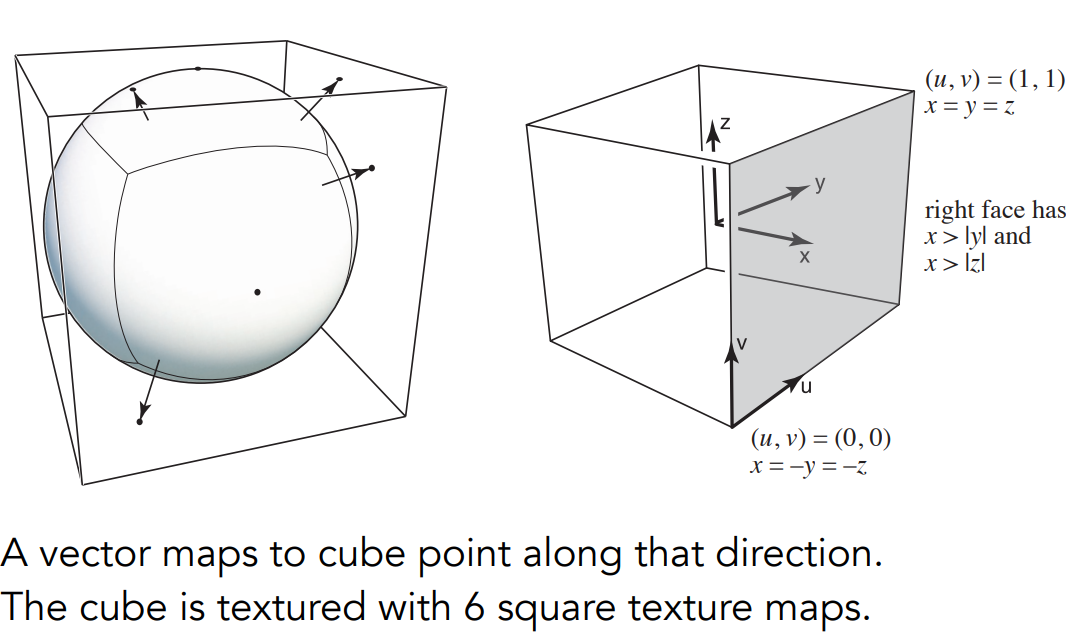 (u, v) = (1, 1)
x = y = z
z
y
right face has
x > |y| and
x > |z|
x
v
u
(u, v) = (0, 0)
x = −y = −z
A vector maps to cube point along that direction.
The cube is textured with 6 square texture maps.